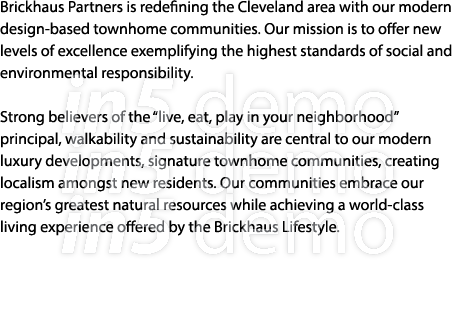 Brickhaus Partners is redefining the Cleveland area with our modern
design-based townhome communities. Our mission is to offer new
levels of excellence exemplifying the highest standards of social and
environmental responsibility.
Strong believers of the “live, eat, play in your neighborhood”
principal, walkability and sustainability are central to our modern
luxury developments, signature townhome communities, creating
localism amongst new residents. Our communities embrace our
region’s greatest natural resources while achieving a world-class
living experience offered by the Brickhaus Lifestyle.
in5 demo
in5 demo
in5 demo